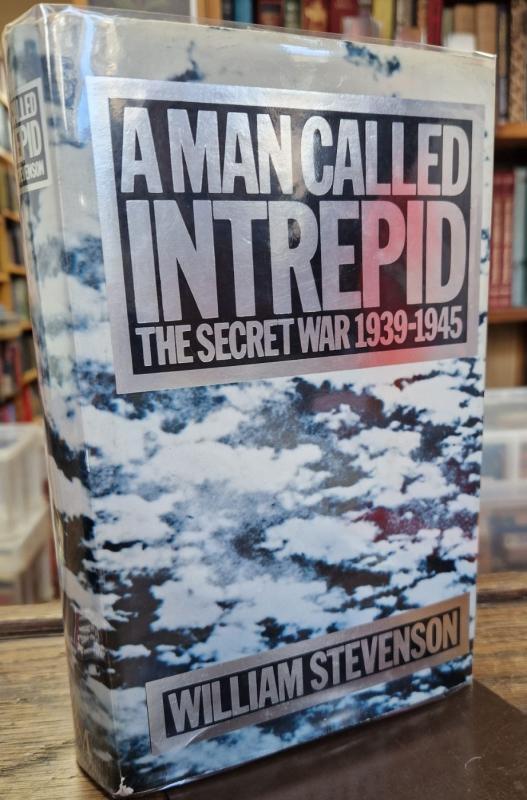 A MAN CALLED
INTREPID
THE SECRET WAR 1939-1945
WILLIAM STEVENSON